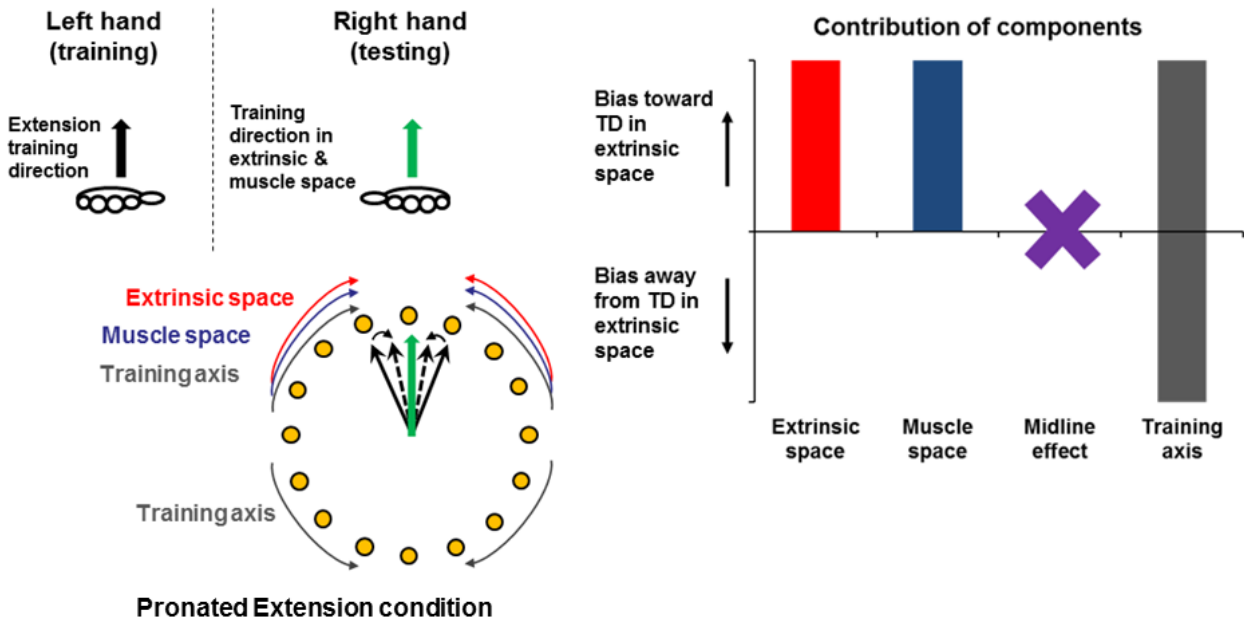 Left hand
(training)
Right hand
(testing)
Extension
training
direction
Training
direction in
extrinsic &
muscle space
Extrinsic space
Muscle space
Training axis
Training axis
Pronated Extension condition
Contribution of components
Bias toward
TD in
extrinsic
space
Bias away
from TD in
extrinsic
space
Extrinsic
space
Muscle
space
Midline
effect
Training
axis